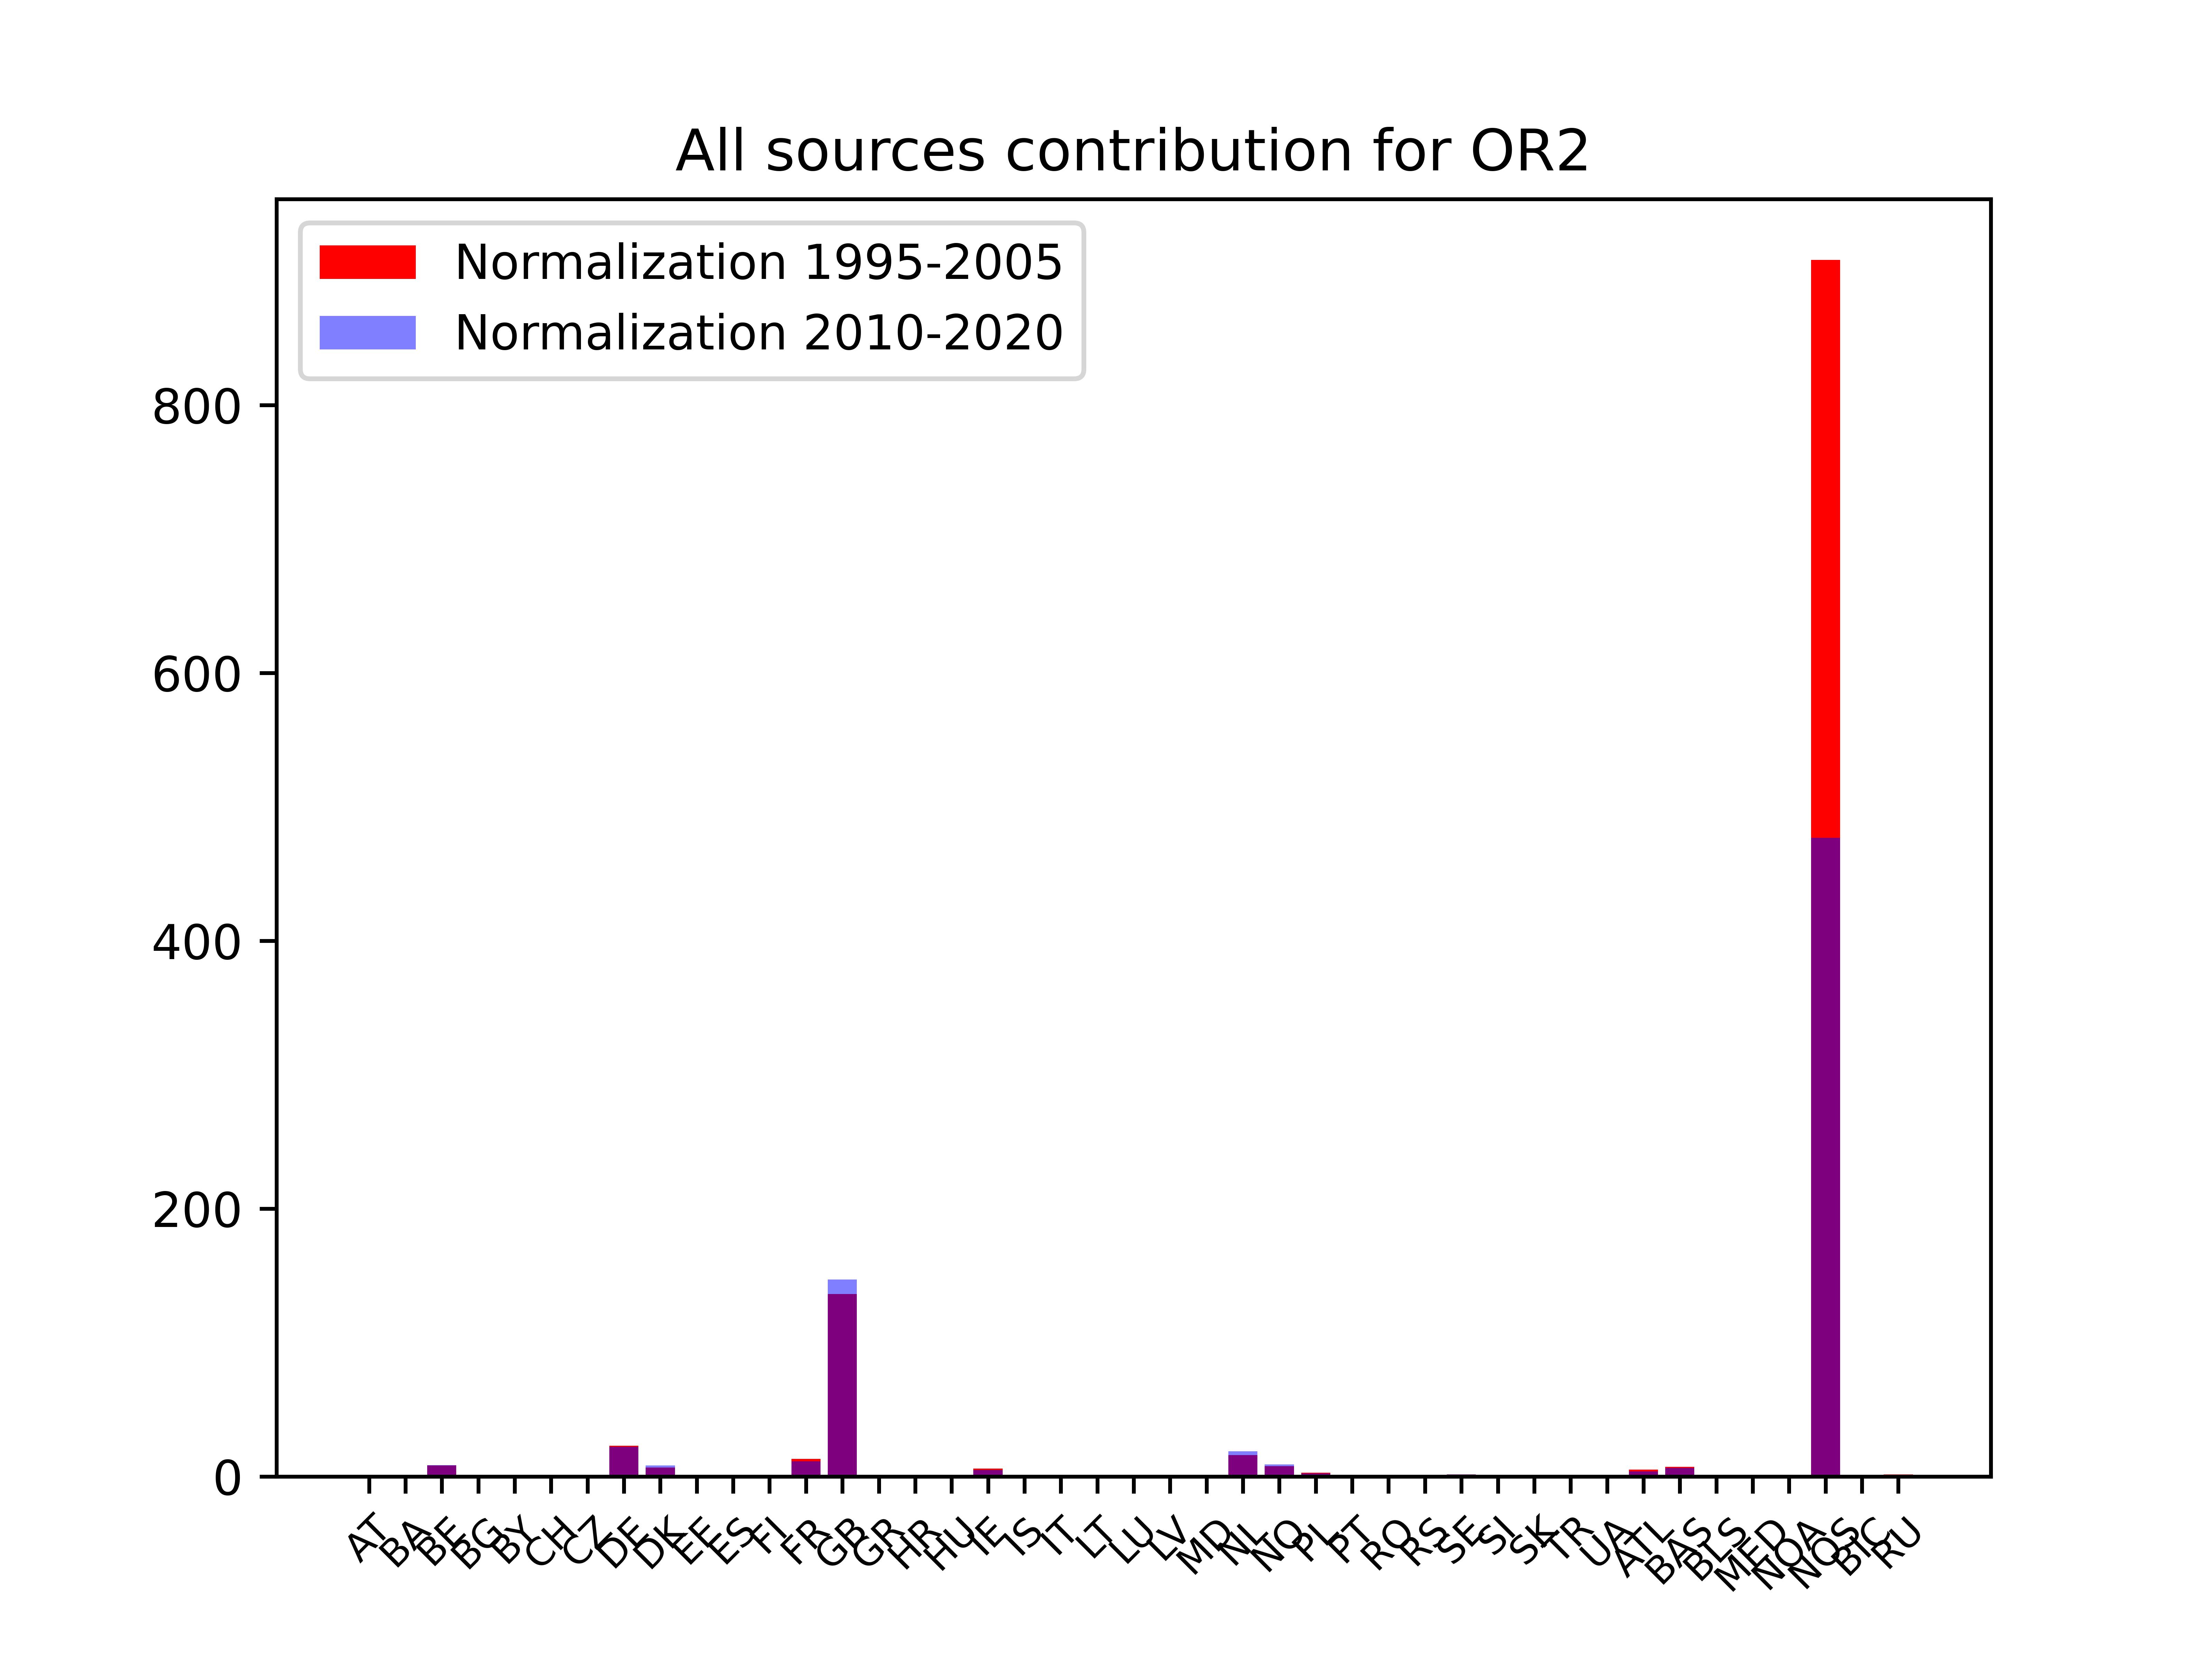 All sources contribution for OR2
Normalization 1995-2005
Normalization 2010-2020
800
600
400
200
0
AT
BA
BE
BG
BY
CH
CZ
DE
DK
EE
ES
FI
FR
GB
GR
HR
HU
IE
IS
IT
LT
LU
LV
MD
NL
NO
PL
PT
RO
RS
SE
SI
SK
TR
UA
ATL
BAS
BLS
MED
NOA
NOS
BIC
RU